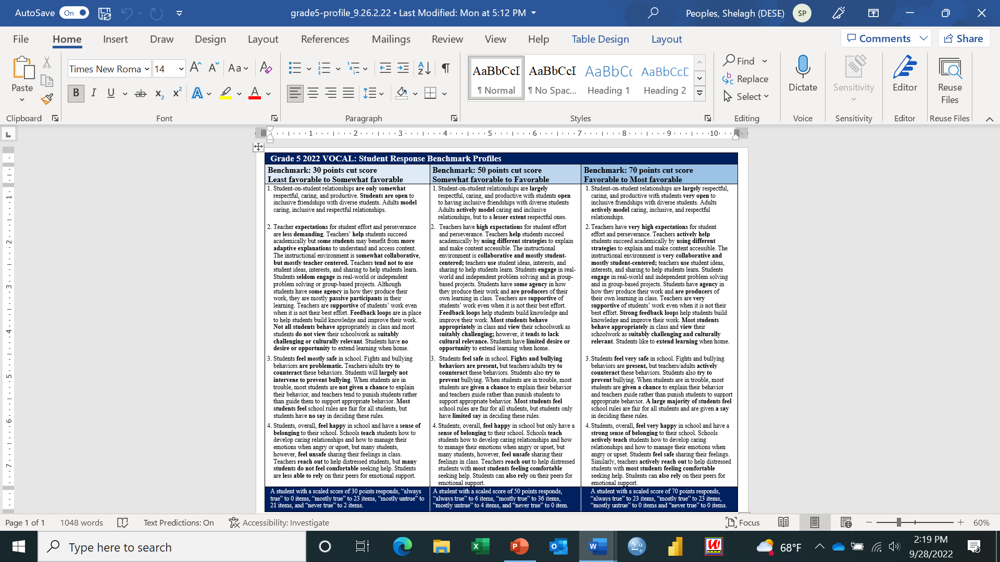 AutoSave On grade5-profile_9.26.2.22 • Last Modified: Mon at 5:12 PM Peoples, Shelagh (DESE) SP
File Home Insert Draw Design Layout References Mailings Review View Help Table Design Layout Comments Share
Paste
Clipboard
Times New Roma 14
Font
Paragraph
AaBbCcI AaBbCcI AaBbCc AaBbCcD
¶ Normal ¶ No Spac... Heading 1 Heading 2
Styles
Find
Replace
Select
Editing
Dictate
Voice
Sensitivity
Sensitivity
Editor
Editor
Reuse
Files
Reuse Files
1 2 3 4 5 6 7 8 9 10
1
2
3
4
5
6
7
Grade 5 2022 VOCAL: Student Response Benchmark Profiles
Benchmark: 30 points cut score
Least favorable to Somewhat favorable
1. Student-on-student relationships are only somewhat
respectful, caring, and productive. Students are open to
inclusive friendships with diverse students. Adults model
caring, inclusive and respectful relationships.
2. Teacher expectations for student effort and perseverance
are less demanding. Teachers’ help students succeed
academically but some students may benefit from more
adaptive explanations to understand and access content.
The instructional environment is somewhat collaborative,
but mostly teacher centered. Teachers tend not to use
student ideas, interests, and sharing to help students learn.
Students seldom engage in real-world or independent
problem solving or group-based projects. Although
students have some agency in how they produce their
work, they are mostly passive participants in their
learning. Teachers are supportive of students’ work even
when it is not their best effort. Feedback loops are in place
to help students build knowledge and improve their work.
Not all students behave appropriately in class and most
students do not view their schoolwork as suitably
challenging or culturally relevant. Students have no
desire or opportunity to extend learning when home.
3. Students feel mostly safe in school. Fights and bullying
behaviors are problematic. Teachers/adults try to
counteract these behaviors. Students will largely not
intervene to prevent bullying. When students are in
trouble, most students are not given a chance to explain
their behavior, and teachers tend to punish students rather
than guide them to support appropriate behavior. Most
students feel school rules are fair for all students, but
students have no say in deciding these rules.
4. Students, overall, feel happy in school and have a sense of
belonging to their school. Schools teach students how to
develop caring relationships and how to manage their
emotions when angry or upset, but many students,
however, feel unsafe sharing their feelings in class.
Teachers reach out to help distressed students, but many
students do not feel comfortable seeking help. Students
are less able to rely on their peers for emotional support.
A student with a scaled score of 30 points responds, “always
true” to 0 items, “mostly true” to 23 items, “mostly untrue” to
21 items, and “never true” to 2 items.
Benchmark: 50 points cut score
Somewhat favorable to Favorable
1. Student-on-student relationships are largely
respectful, caring, and productive with students open
to having inclusive friendships with diverse students
Adults actively model caring and inclusive
relationships, but to a lesser extent respectful ones.
2. Teachers have high expectations for student effort
and perseverance. Teachers help students succeed
academically by using different strategies to explain
and make content accessible. The instructional
environment is collaborative and mostly student-
centered; teachers use student ideas, interests, and
sharing to help students learn. Students engage in real-
world and independent problem solving and in group-
based projects. Students have some agency in how
they produce their work and are producers of their
own learning in class. Teachers are supportive of
students’ work even when it is not their best effort.
Feedback loops help students build knowledge and
improve their work. Most students behave
appropriately in class and view their schoolwork as
suitably challenging; however, it tends to lack
cultural relevance. Students have limited desire or
opportunity to extend learning when home.
3. Students feel safe in school. Fights and bullying
behaviors are present, but teachers/adults try to
counteract these behaviors. Students also try to
prevent bullying. When students are in trouble, most
students are given a chance to explain their behavior
and teachers guide rather than punish students to
support appropriate behavior. Most students feel
school rules are fair for all students, but students only
have limited say in deciding these rules.
4. Students, overall, feel happy in school but only have a
sense of belonging to their school. Schools teach
students how to develop caring relationships and how
to manage their emotions when angry or upset, but
many students, however, feel unsafe sharing their
feelings in class. Teachers reach out to help distressed
students with most students feeling comfortable
seeking help. Students can also rely on their peers for
emotional support.
A student with a scaled score of 50 points responds,
“always true” to 6 items, “mostly true” to 36 items,
“mostly untrue” to 4 items, and “never true” to 0 item.
Benchmark: 70 points cut score
Favorable to Most favorable
1. Student-on-student relationships are largely respectful,
caring, and productive with students very open to
inclusive friendships with diverse students. Adults
actively model caring, inclusive, and respectful
relationships.
2. Teachers have very high expectations for student
effort and perseverance. Teachers actively help
students succeed academically by using different
strategies to explain and make content accessible. The
instructional environment is very collaborative and
mostly student-centered; teachers use student ideas,
interests, and sharing to help students learn. Students
engage in real-world and independent problem solving
and in group-based projects. Students have agency in
how they produce their work and are producers of
their own learning in class. Teachers are very
supportive of students’ work even when it is not their
best effort. Strong feedback loops help students build
knowledge and improve their work. Most students
behave appropriately in class and view their
schoolwork as suitably challenging and culturally
relevant. Students like to extend learning when home.
3. Students feel very safe in school. Fights and bullying
behaviors are present, but teachers/adults actively
counteract these behaviors. Students also try to
prevent bullying. When students are in trouble, most
students are given a chance to explain their behavior
and teachers guide rather than punish students to support
appropriate behavior. A large majority of students feel
school rules are fair for all students and are given a say
in deciding these rules.
4. Students, overall, feel very happy in school and have a
strong sense of belonging to their school. Schools
actively teach students how to develop caring
relationships and how to manage their emotions when
angry or upset. Students feel safe sharing their feelings.
Similarly, teachers actively reach out to help distressed
students with most students feeling comfortable
seeking help. Students can also rely on their peers for
emotional support.
A student with a scaled score of 70 points responds,
“always true” to 23 items, “mostly true” to 23 items,
“mostly untrue” to 0 items and “never true” to 0 items.
Page 1 of 1 1048 words Text Predictions: On Accessibility: Investigate Focus 60%
Type here to search 68°F 2:19 PM
9/28/2022